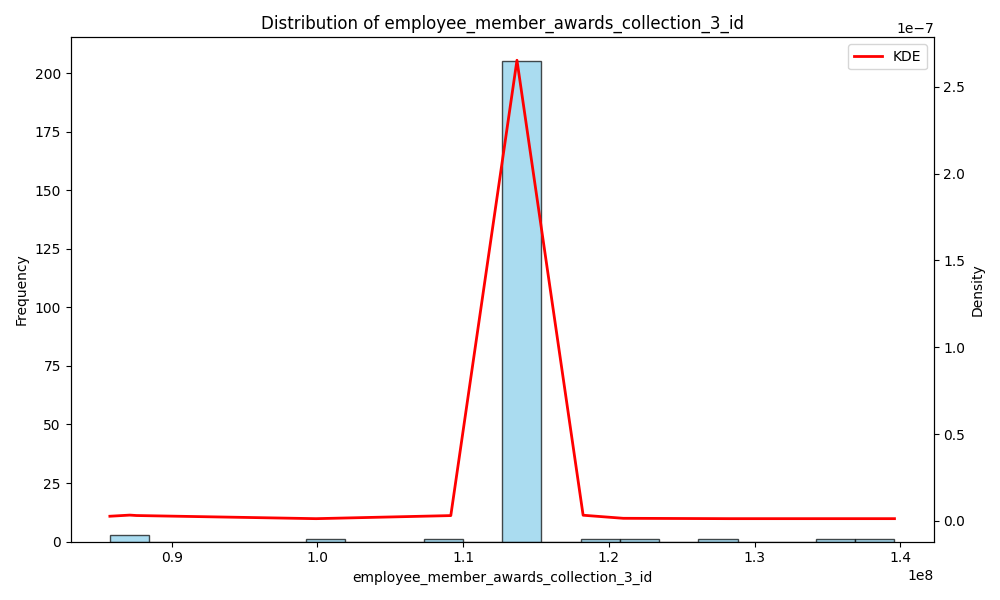 Distribution of employee_member_awards_collection_3_id
1e−7
KDE
Frequency
200
175
150
125
100
75
50
25
0
2.5
2.0
1.5
1.0
0.5
0.0
Density
0.9 1.0 1.1 1.2 1.3 1.4
1e8
employee_member_awards_collection_3_id